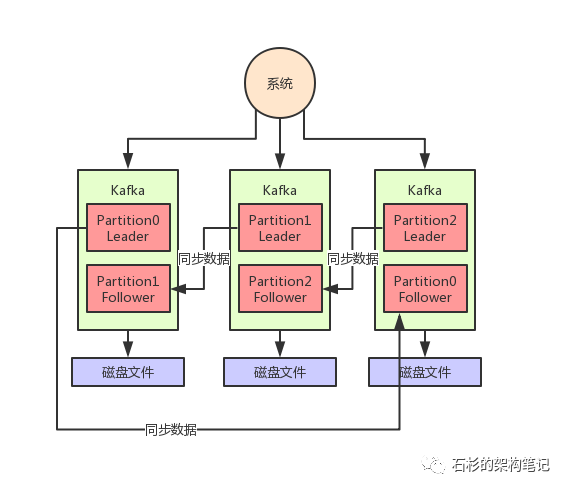 系统
Kafka
Partition0
Leader
Partition1
Follower
Kafka
Partition1
Leader
Partition2
Follower
Kafka
Partition2
Leader
Partition0
Follower
同步数据
同步数据
磁盘文件
磁盘文件
磁盘文件
同步数据
石杉的架构笔记